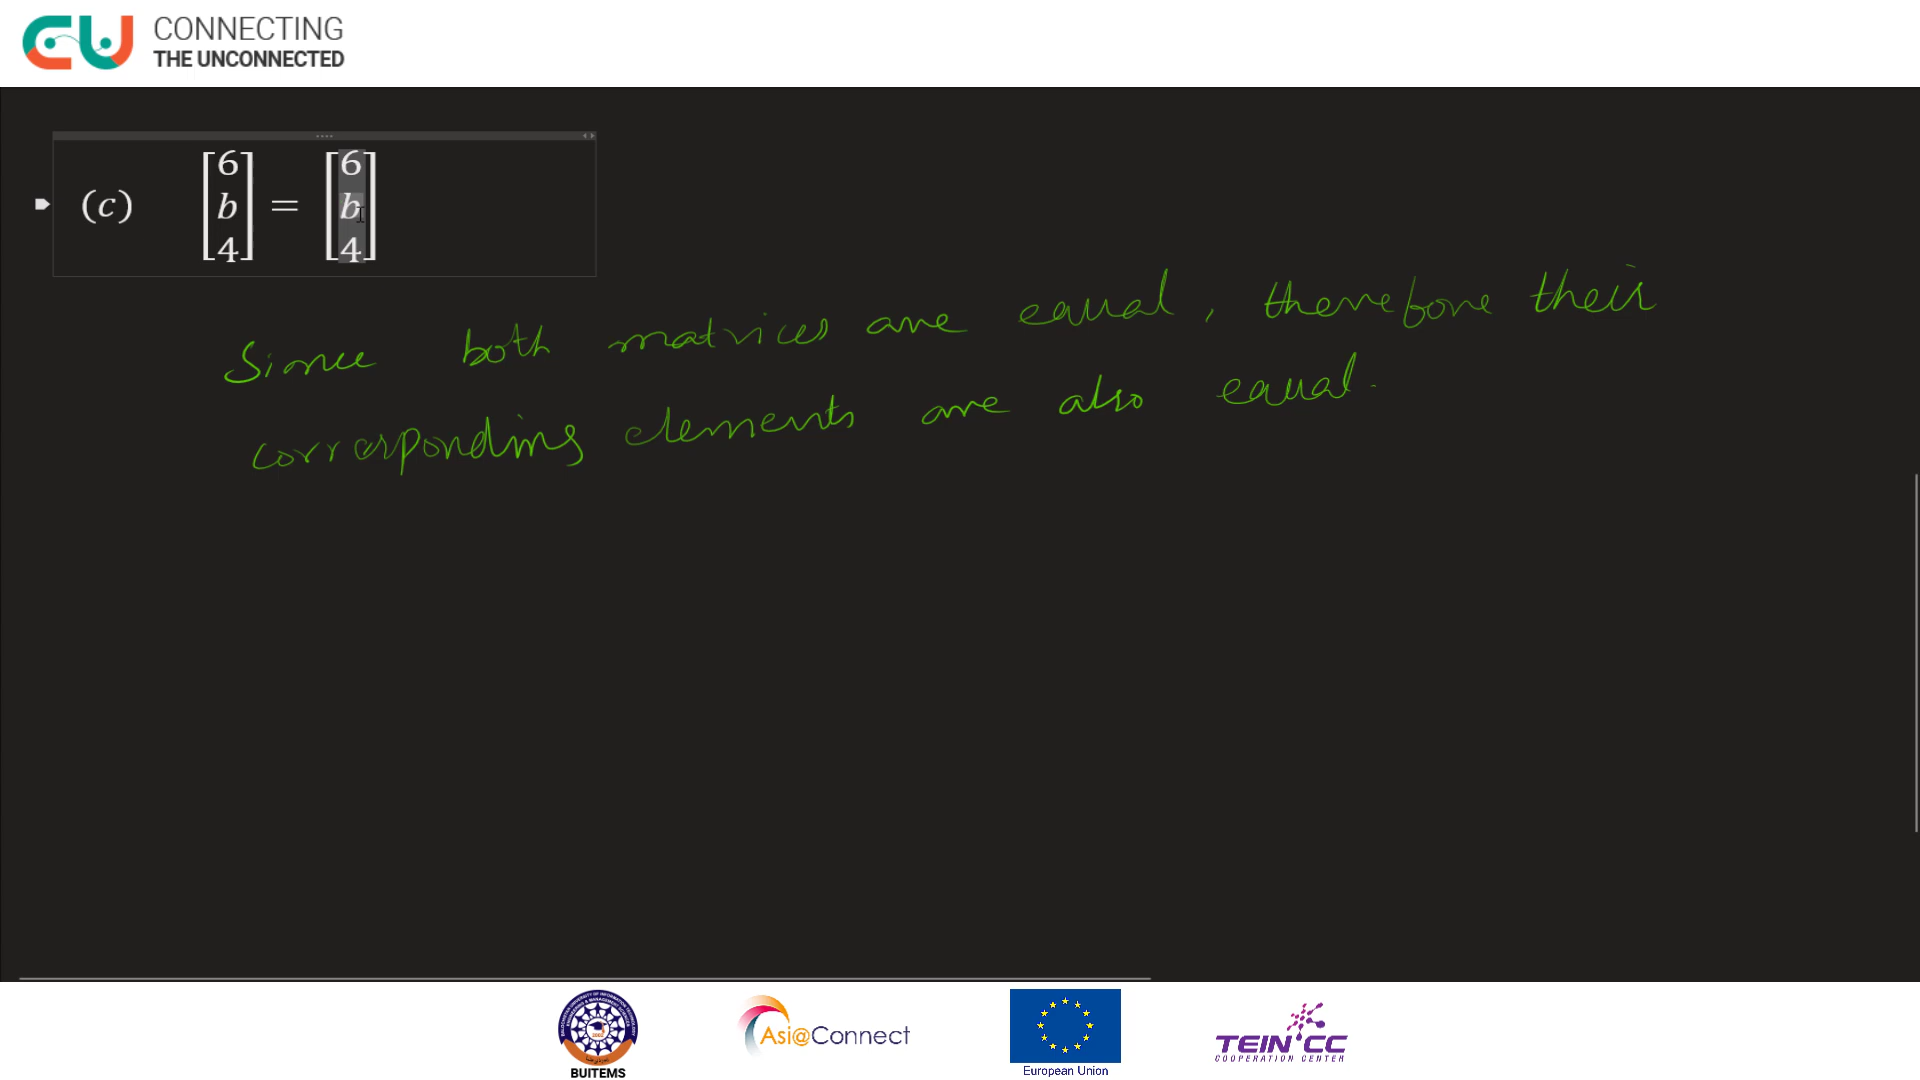 CONNECTING
THE UNCONNECTED
(c) [6 b 4] = [6 b 4]
Since both matrices are equal, therefore their
corresponding elements are also equal.
BUITEMS
Asi@Connect
European Union
TEIN*CC
COOPERATION CENTER